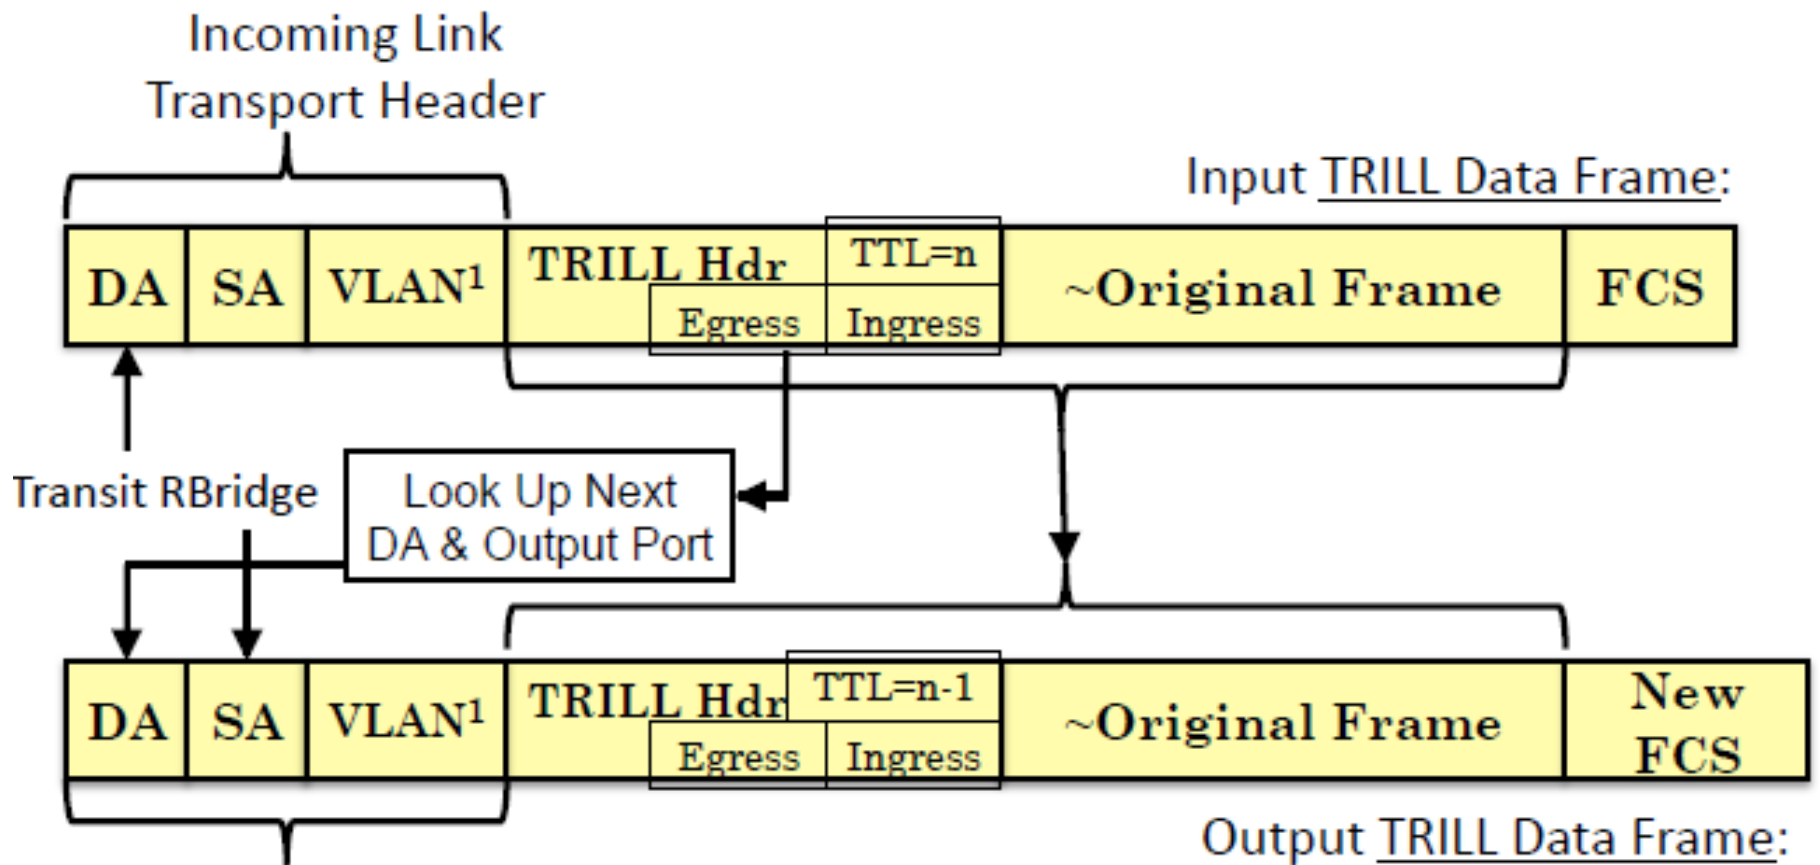 Incoming Link
Transport Header
Input TRILL Data Frame:
DA SA VLAN¹ TRILL Hdr TTL=n ~Original Frame FCS
Egress Ingress
Transit RBridge
Look Up Next
DA & Output Port
DA SA VLAN¹ TRILL Hdr TTL=n-1 ~Original Frame New
FCS
Egress Ingress
Output TRILL Data Frame: